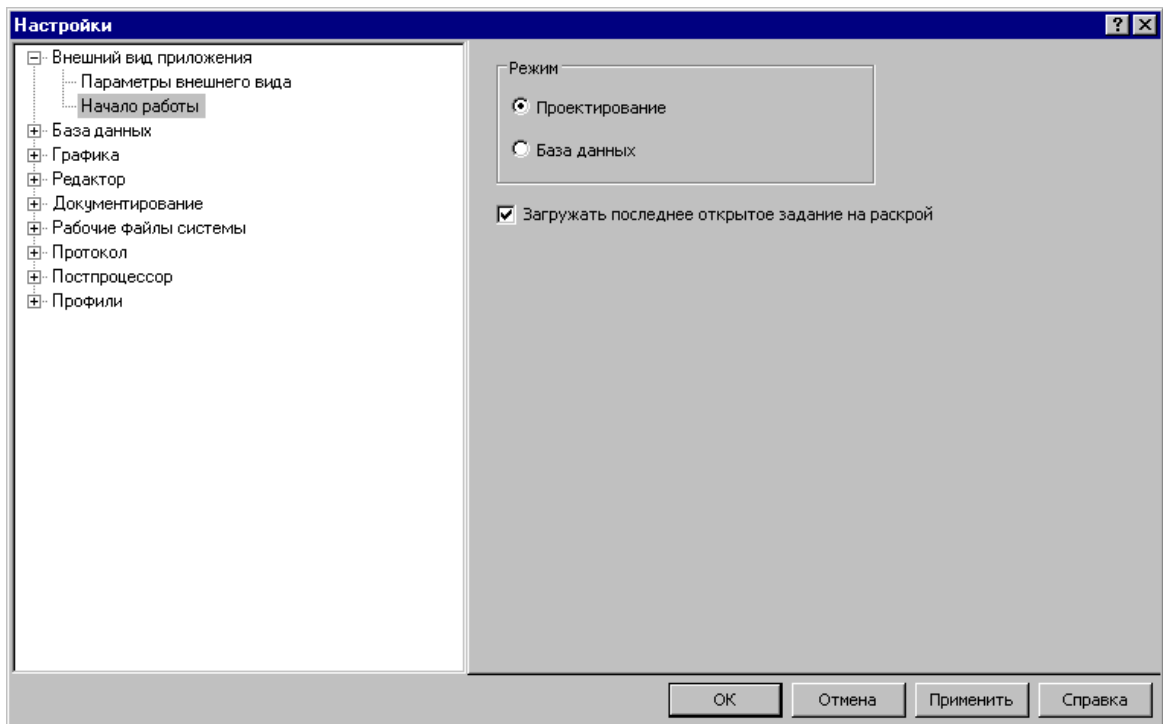 Настройки
Внешний вид приложения
Параметры внешнего вида
Начало работы
База данных
Графика
Редактор
Документирование
Рабочие файлы системы
Протокол
Постпроцессор
Профили
Режим
Проектирование
База данных
Загружать последнее открытое задание на раскрой
ОК
Отмена
Применить
Справка